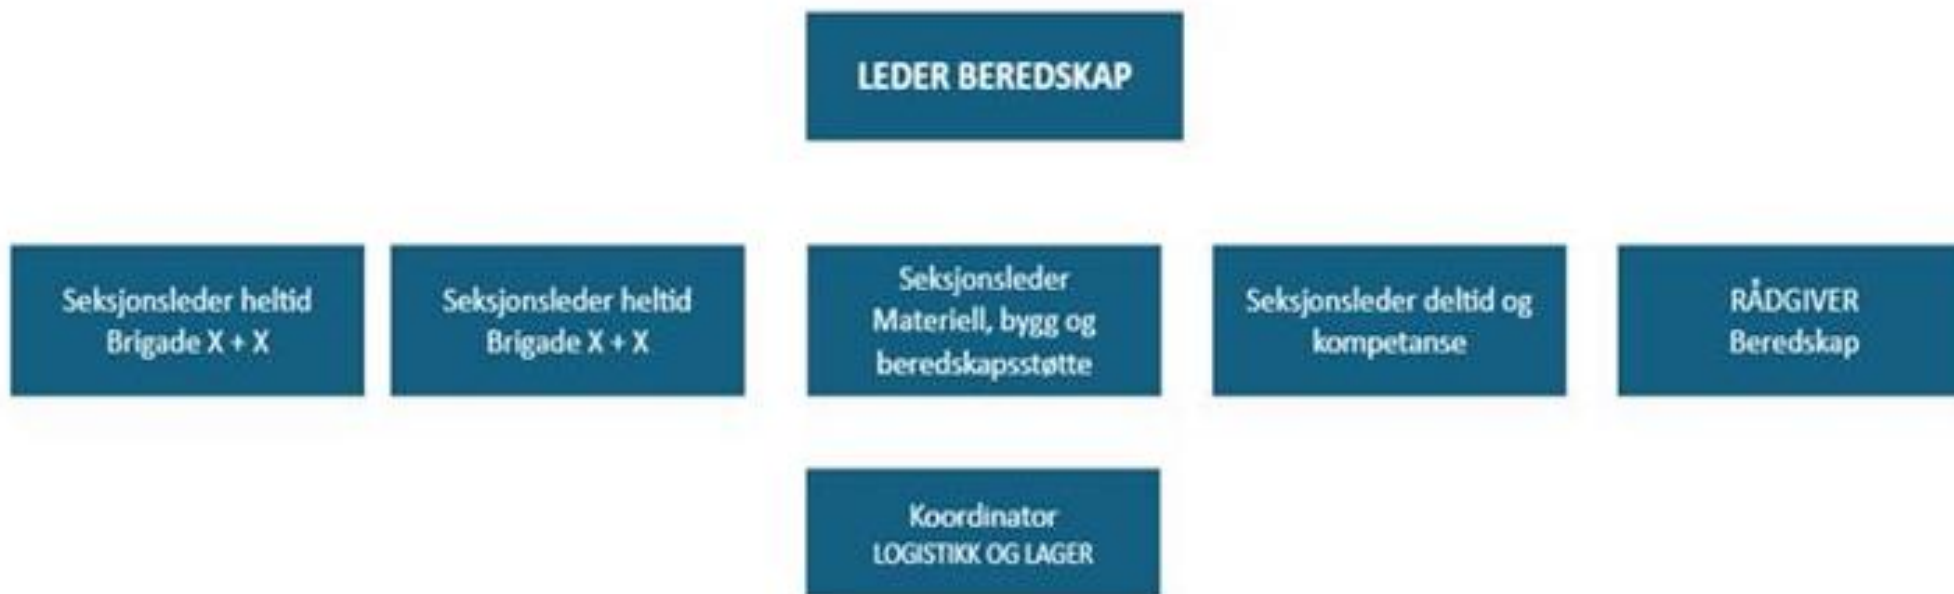 LEDER BEREDSKAP
Seksjonsleder heltid
Brigade X + X
Seksjonsleder heltid
Brigade X + X
Seksjonsleder
Materiell, bygg og
beredskapsstøtte
Seksjonsleder deltid og
kompetanse
RÅDGIVER
Beredskap
Koordinator
LOGISTIKK OG LAGER